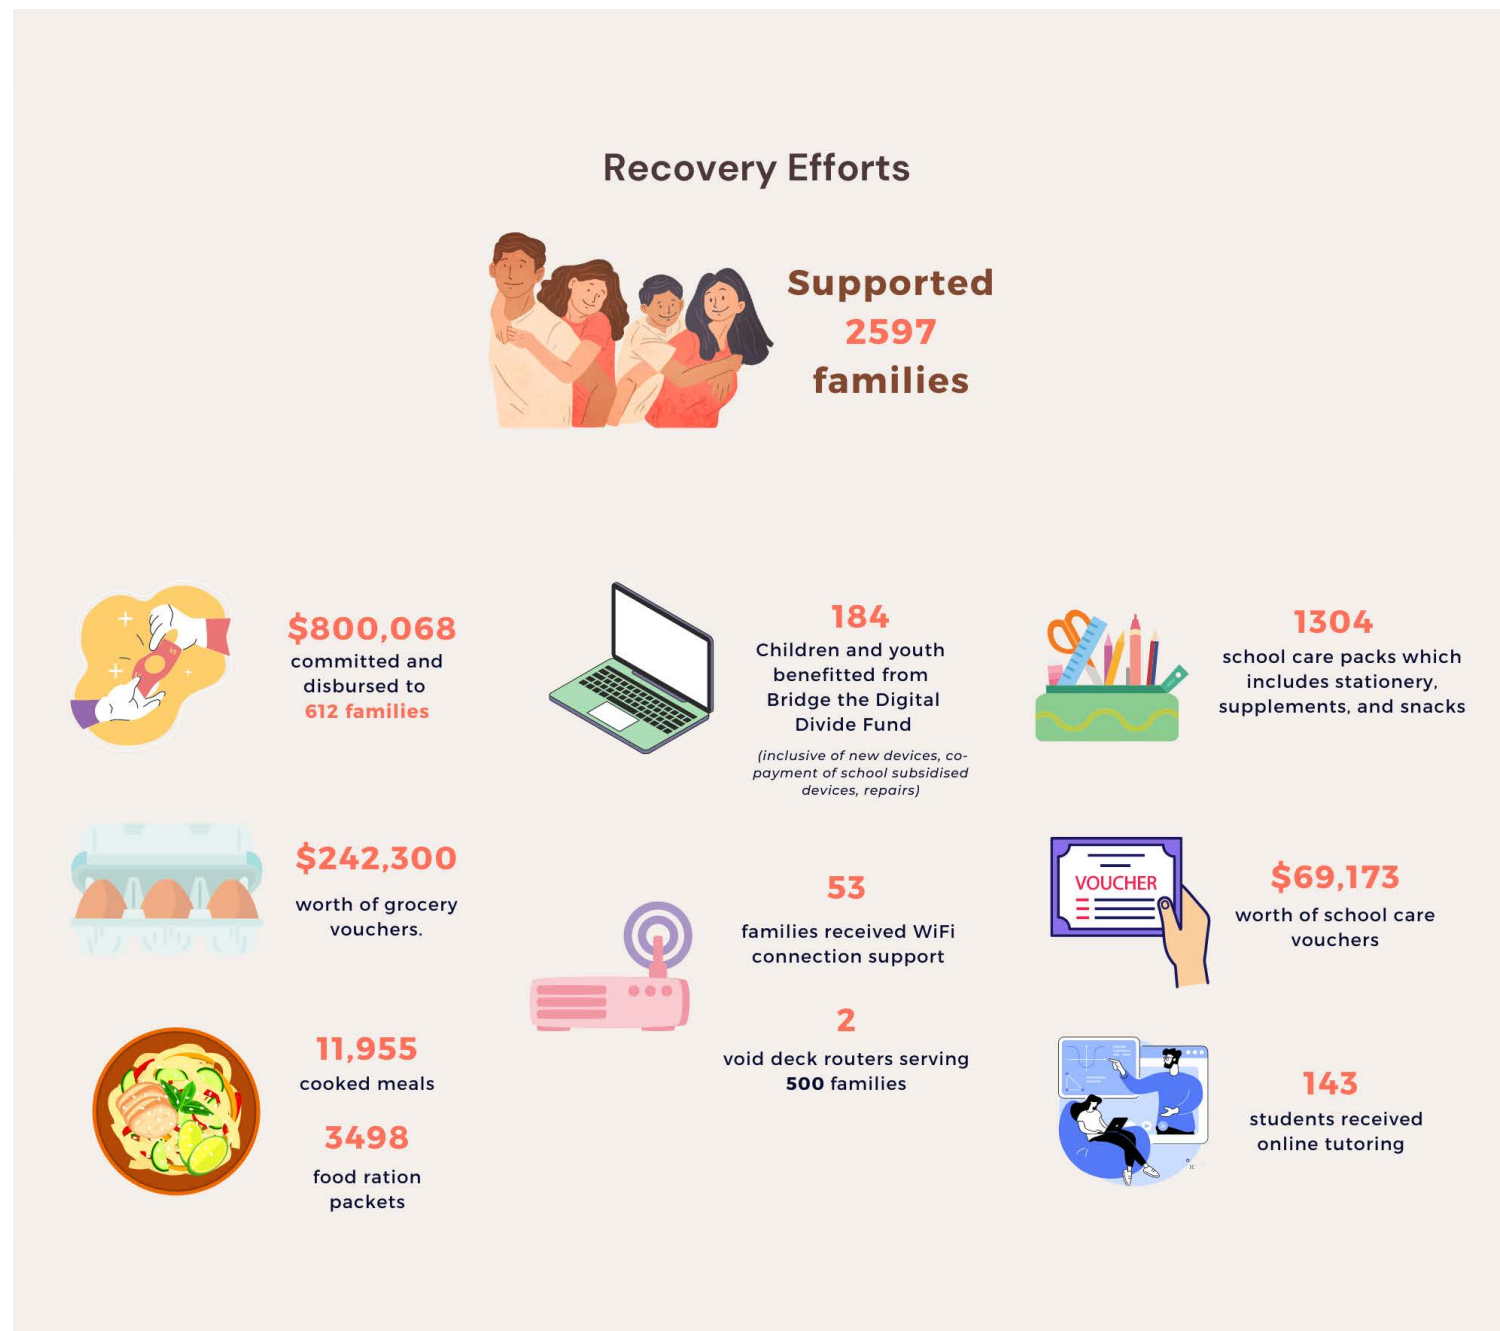 Recovery Efforts
Supported
2597
families
$800,068
committed and
disbursed to
612 families
$242,300
worth of grocery
vouchers.
11,955
cooked meals
3498
food ration
packets
184
Children and youth
benefitted from
Bridge the Digital
Divide Fund
(inclusive of new devices, co-
payment of school subsidised
devices, repairs)
53
families received WiFi
connection support
2
void deck routers serving
500 families
1304
school care packs which
includes stationery,
supplements, and snacks
VOUCHER
$69,173
worth of school care
vouchers
143
students received
online tutoring